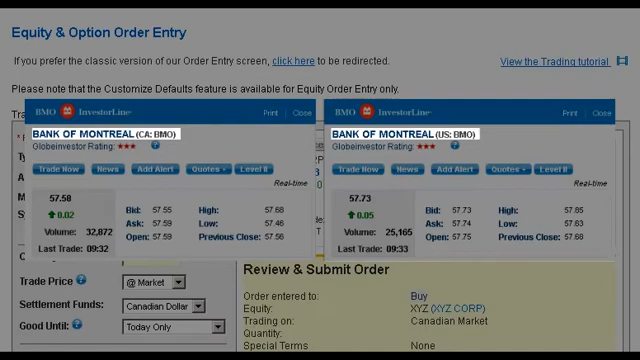 Equity & Option Order Entry
If you prefer the classic version of our Order Entry screen, click here to be redirected.
View the Trading tutorial
Please note that the Customize Defaults feature is available for Equity Order Entry only.
BMO InvestorLine
Print | Close
BANK OF MONTREAL (CA: BMO)
Globeinvestor Rating: ★★★ ?
Trade Now News Add Alert Quotes Level II
Real-time
57.58
0.02
Volume: 32,872
Last Trade: 09:32
Bid: 57.55
Ask: 57.59
Open: 57.59
High: 57.68
Low: 57.46
Previous Close: 57.56
BMO InvestorLine
Print | Close
BANK OF MONTREAL (US: BMO)
Globeinvestor Rating: ★★★ ?
Trade Now News Add Alert Quotes Level II
Real-time
57.73
0.05
Volume: 25,165
Last Trade: 09:33
Bid: 57.73
Ask: 57.74
Open: 57.75
High: 57.85
Low: 57.63
Previous Close: 57.68
Trade Price ? @ Market
Settlement Funds: Canadian Dollar
Good Until: ? Today Only
Review & Submit Order
Order entered to: Buy
Equity: XYZ (XYZ CORP)
Trading on: Canadian Market
Quantity:
Special Terms None